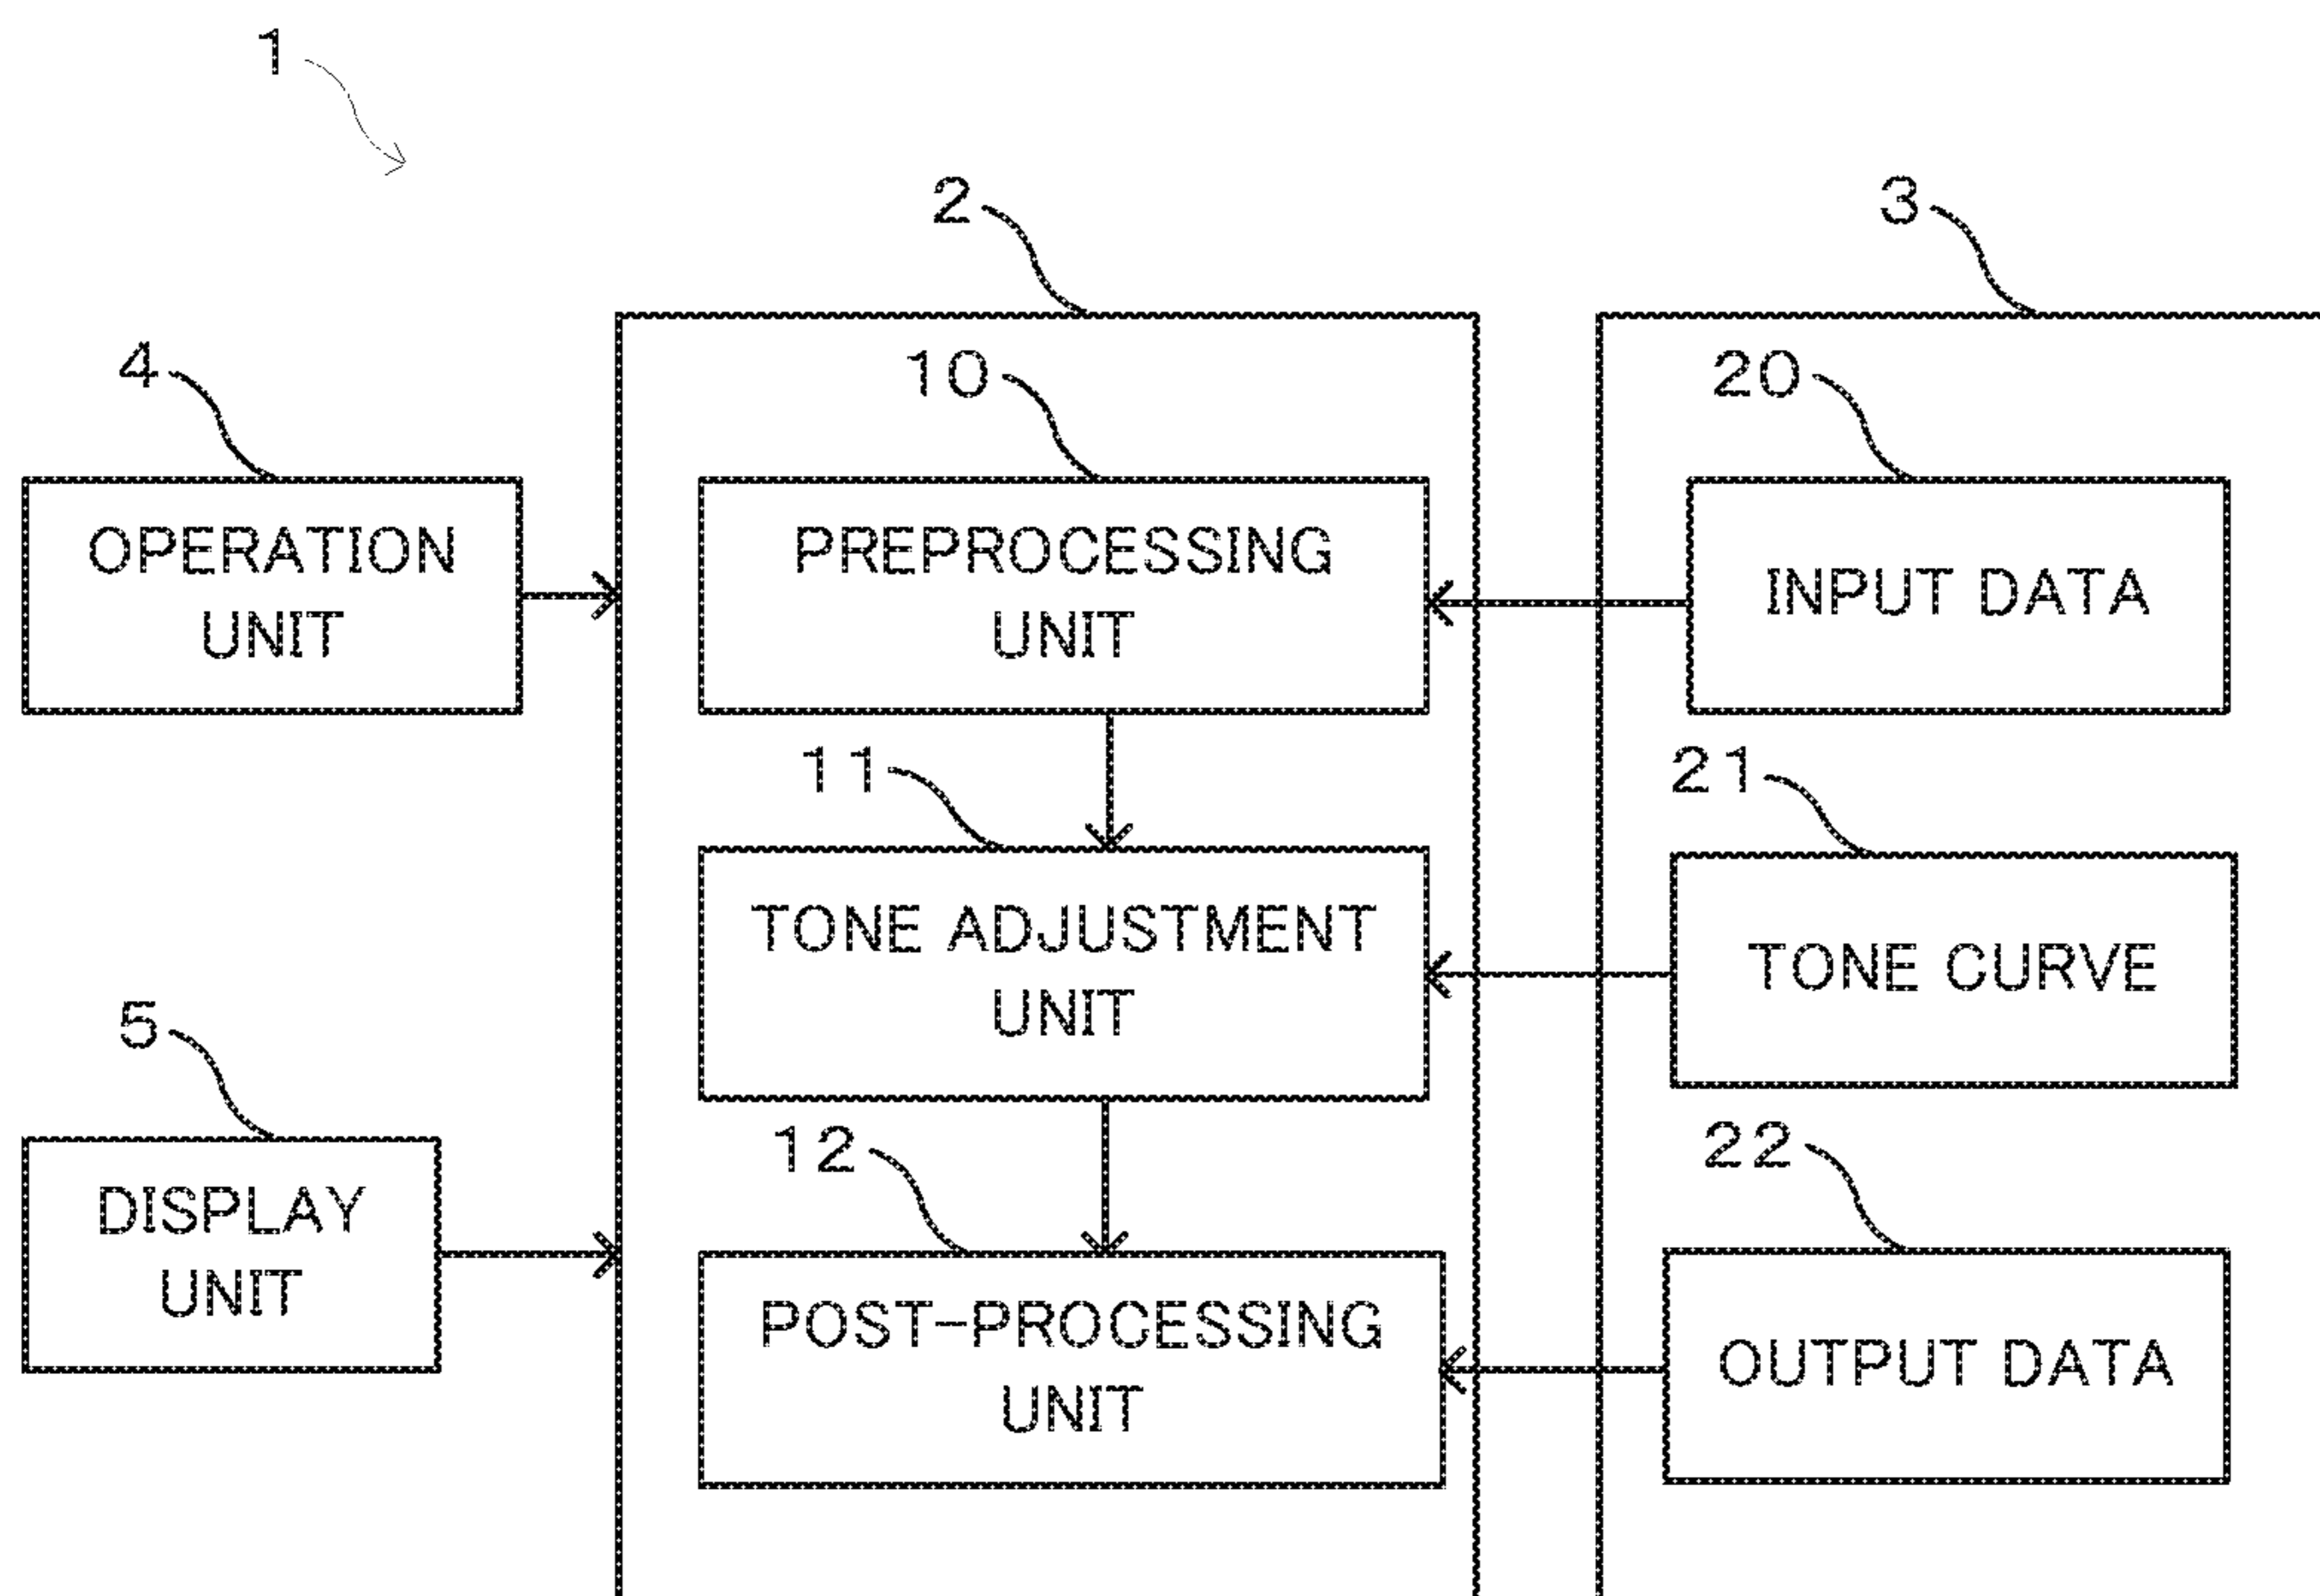 1
2
3
4
10
20
OPERATION
UNIT
PREPROCESSING
UNIT
INPUT DATA
11
21
TONE ADJUSTMENT
UNIT
TONE CURVE
5
12
22
DISPLAY
UNIT
POST-PROCESSING
UNIT
OUTPUT DATA